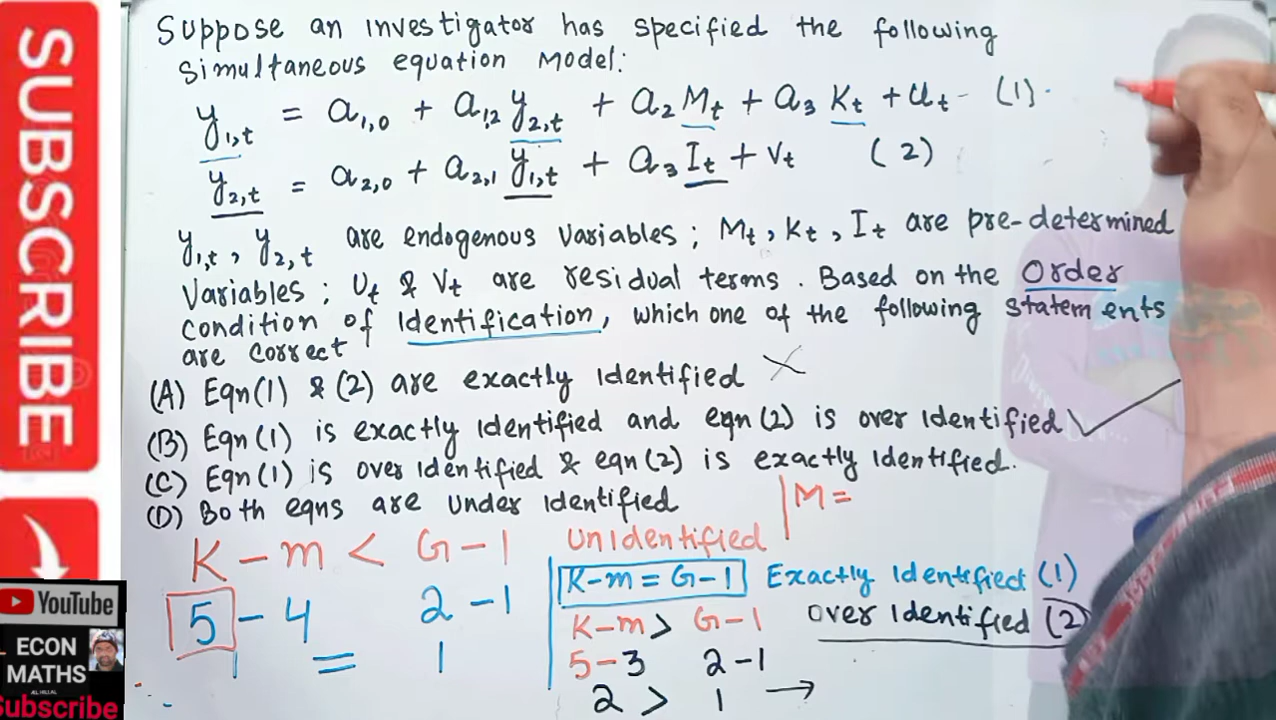 SUBSCRIBE
Suppose an investigator has specified the following
simultaneous equation Model:
y1,t = a1,0 + a1,2 y2,t + a2 Mt + a3 Kt + Ut - (1).
y2,t = a2,0 + a2,1 y1,t + a3 It + Vt (2)
y1,t , y2,t are endogenous variables ; Mt , Kt , It are pre-determined
variables ; Ut & Vt are residual terms . Based on the Order
condition of identification, which one of the following statements
are correct
(A) Eqn(1) & (2) are exactly identified ✗
(B) Eqn(1) is exactly identified and eqn(2) is over identified ✓
(C) Eqn(1) is over identified & eqn(2) is exactly identified.
(D) Both eqns are under identified
M =
K - m < G - 1 unidentified
K-m = G-1 Exactly identified (1)
5 - 4 2 - 1
K-m > G-1 over identified (2)
1 = 1
5-3 2-1
2 > 1 →
YouTube
ECON
MATHS
AL HILLAL
Subscribe